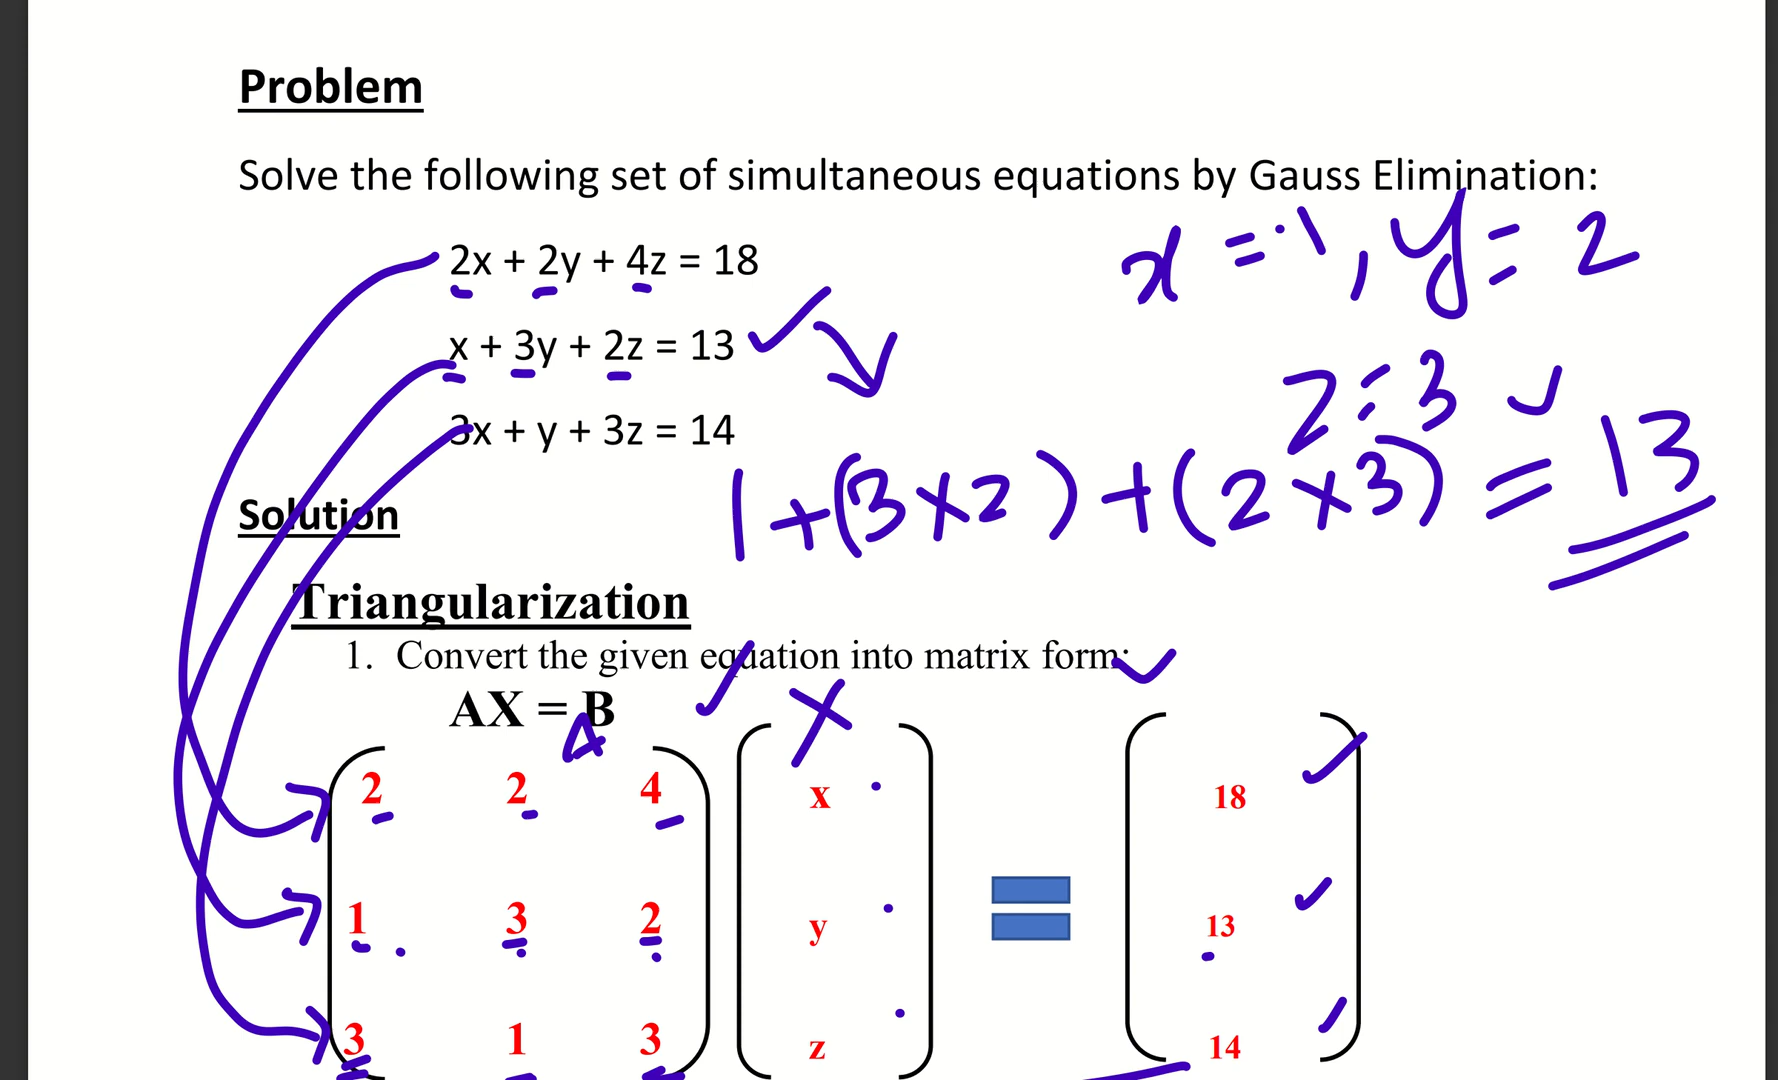 Problem
Solve the following set of simultaneous equations by Gauss Elimination:
2x + 2y + 4z = 18
x = 1, y = 2
x + 3y + 2z = 13
z = 3
3x + y + 3z = 14
1 + (3 x 2) + (2 x 3) = 13
Solution
Triangularization
1. Convert the given equation into matrix form:
AX = B
A X
2 2 4 x 18
1 3 2 y = 13
3 1 3 z 14